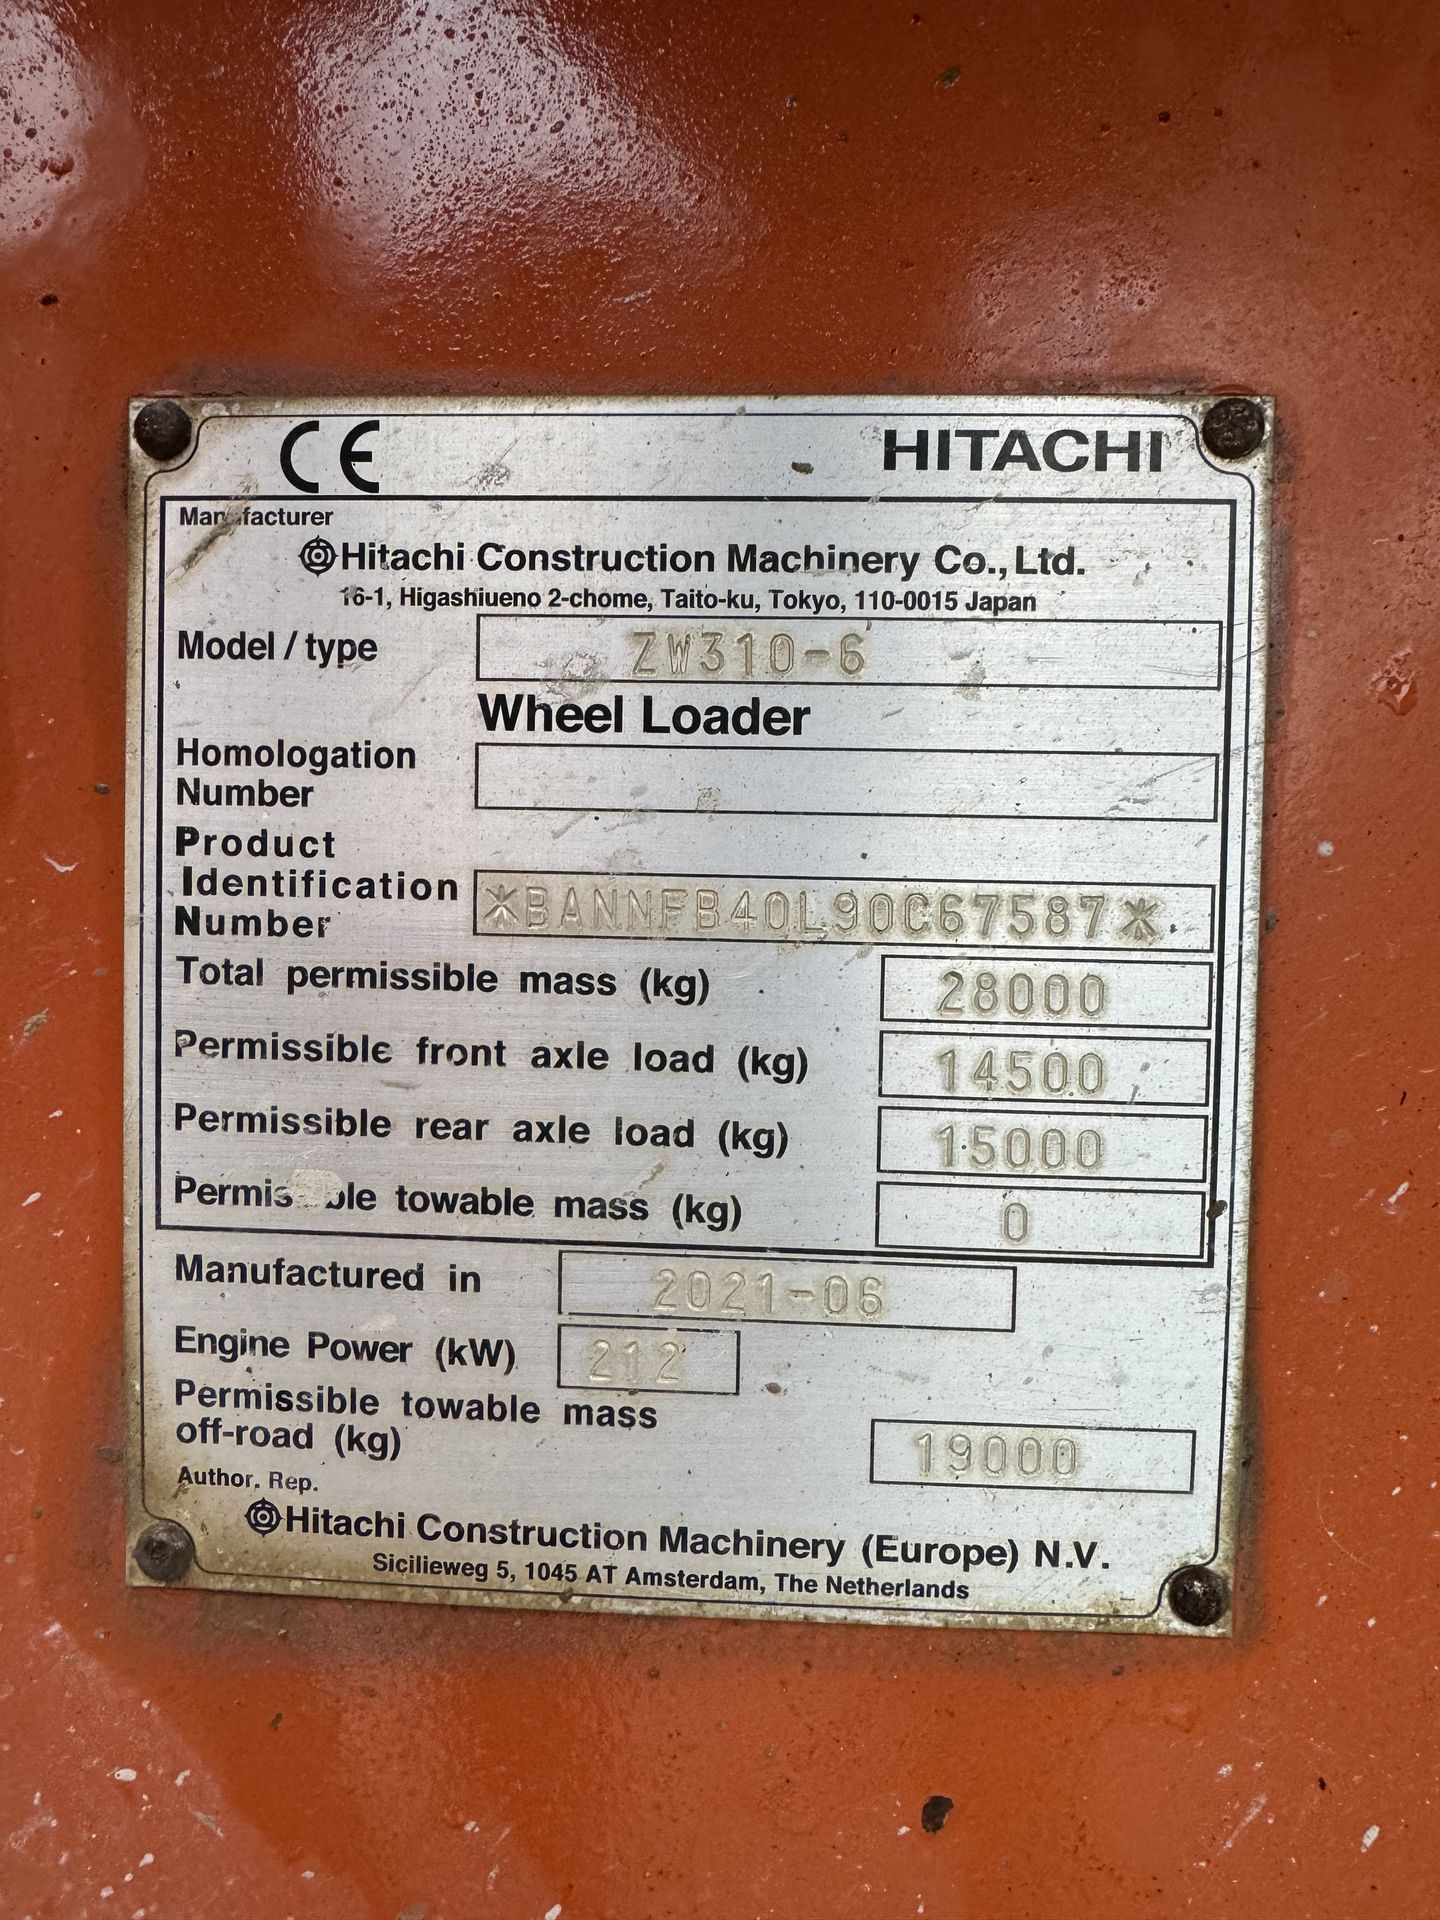 CE HITACHI
Manufacturer
Hitachi Construction Machinery Co., Ltd.
16-1, Higashiueno 2-chome, Taito-ku, Tokyo, 110-0015 Japan
Model / type ZW310-6
Wheel Loader
Homologation
Number
Product
Identification
Number *BANNFB40L90C67587*
Total permissible mass (kg) 28000
Permissible front axle load (kg) 14500
Permissible rear axle load (kg) 15000
Permissible towable mass (kg) 0
Manufactured in 2021-06
Engine Power (kW) 212
Permissible towable mass
off-road (kg) 19000
Author. Rep.
Hitachi Construction Machinery (Europe) N.V.
Sicilieweg 5, 1045 AT Amsterdam, The Netherlands